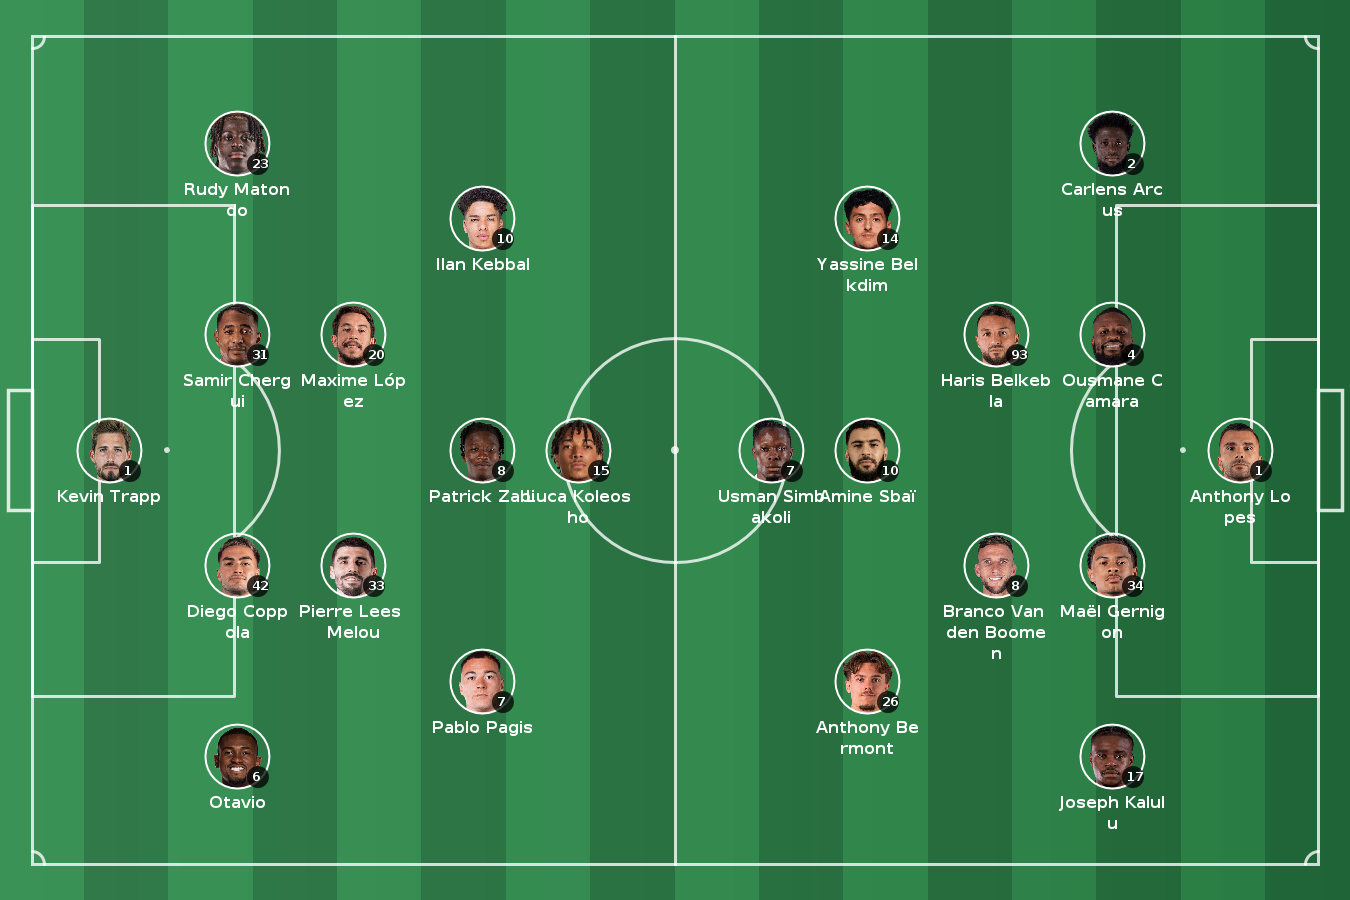 23
Rudy Maton
do
2
Carlens Arc
us
10
Ilan Kebbal
14
Yassine Bel
kdim
31
Samir Cherg
ui
20
Maxime Lóp
ez
93
Haris Belkeb
la
4
Ousmane C
amara
1
Kevin Trapp
8
Patrick Zab
15
Luca Koleos
ho
7
Usman Simb
akoli
10
Amine Sbaï
1
Anthony Lo
pes
42
Diego Copp
ola
33
Pierre Lees
Melou
8
Branco Van
den Boome
n
34
Maël Gernig
on
7
Pablo Pagis
26
Anthony Be
rmont
6
Otavio
17
Joseph Kalul
u